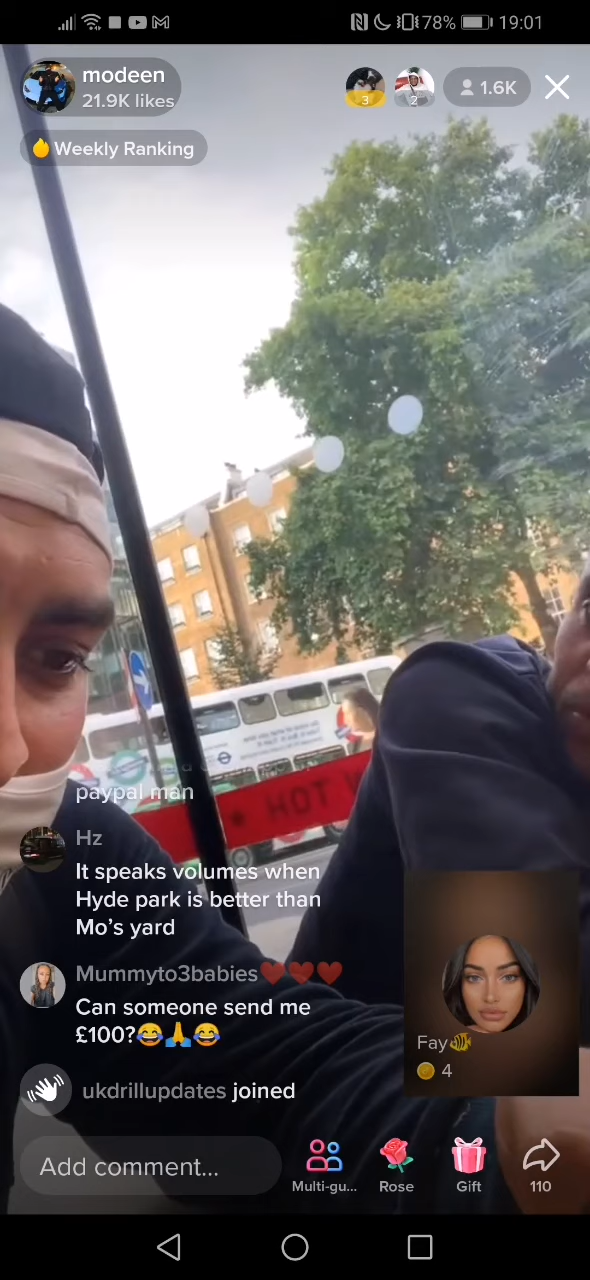 78% 19:01
modeen
21.9K likes
3
2
1.6K
Weekly Ranking
HOT
paypal man
Hz
It speaks volumes when
Hyde park is better than
Mo's yard
Mummyto3babies❤️❤️❤️
Can someone send me
£100?😂🙏😂
Fay🐠
4
ukdrillupdates joined
Add comment...
Multi-gu...
Rose
Gift
110